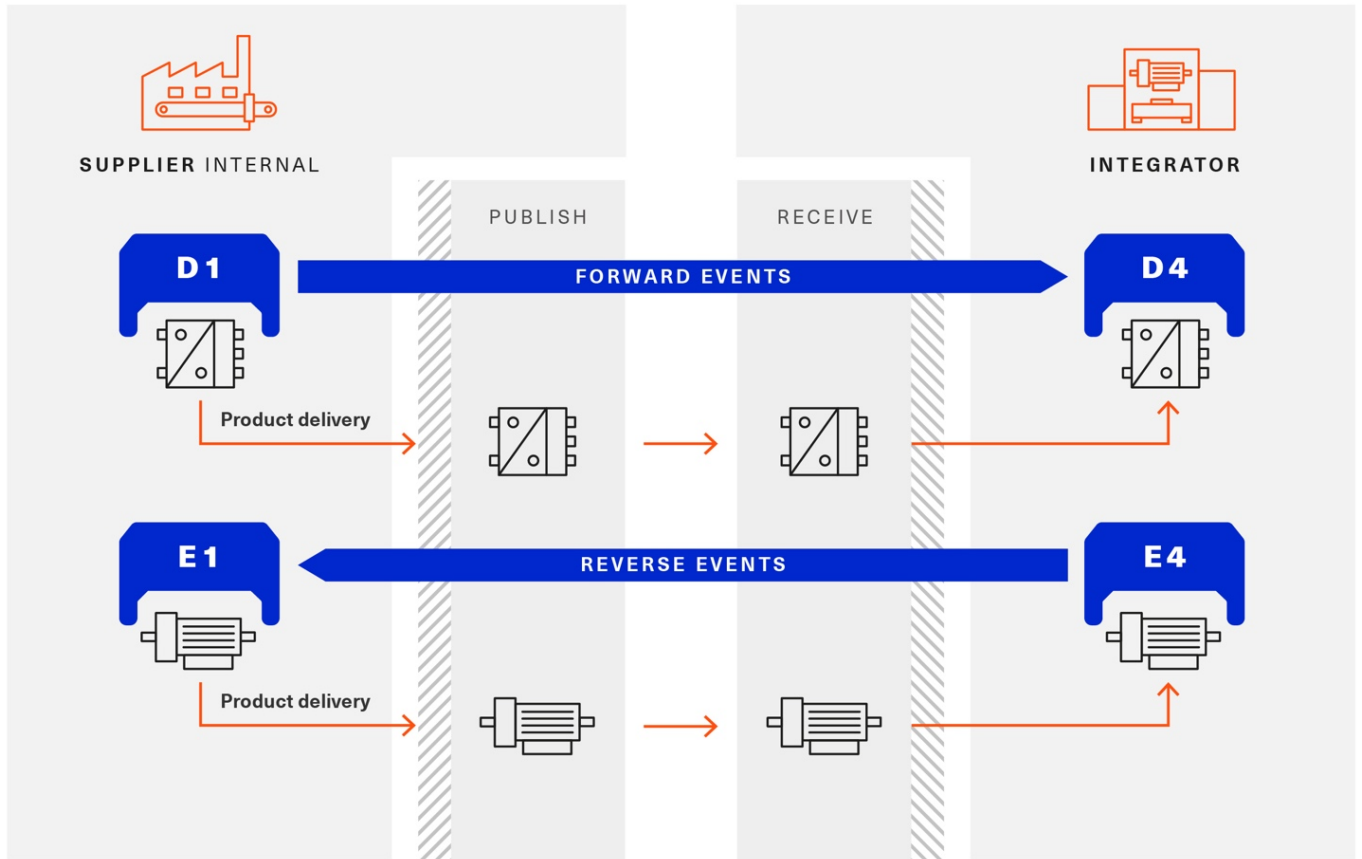 SUPPLIER INTERNAL
INTEGRATOR
PUBLISH
RECEIVE
D1
FORWARD EVENTS
D4
Product delivery
E1
REVERSE EVENTS
E4
Product delivery